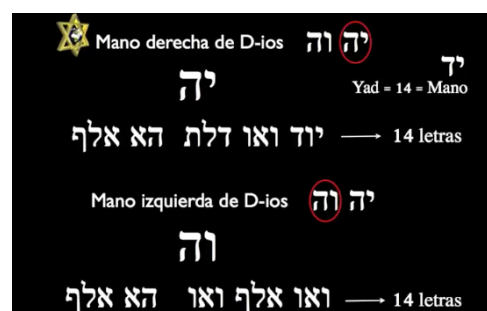 Mano derecha de D-ios יה וה
יד
יה
Yad = 14 = Mano
יוד ואו דלת הא אלף → 14 letras
Mano izquierda de D-ios יה וה
וה
ואו אלף ואו הא אלף → 14 letras